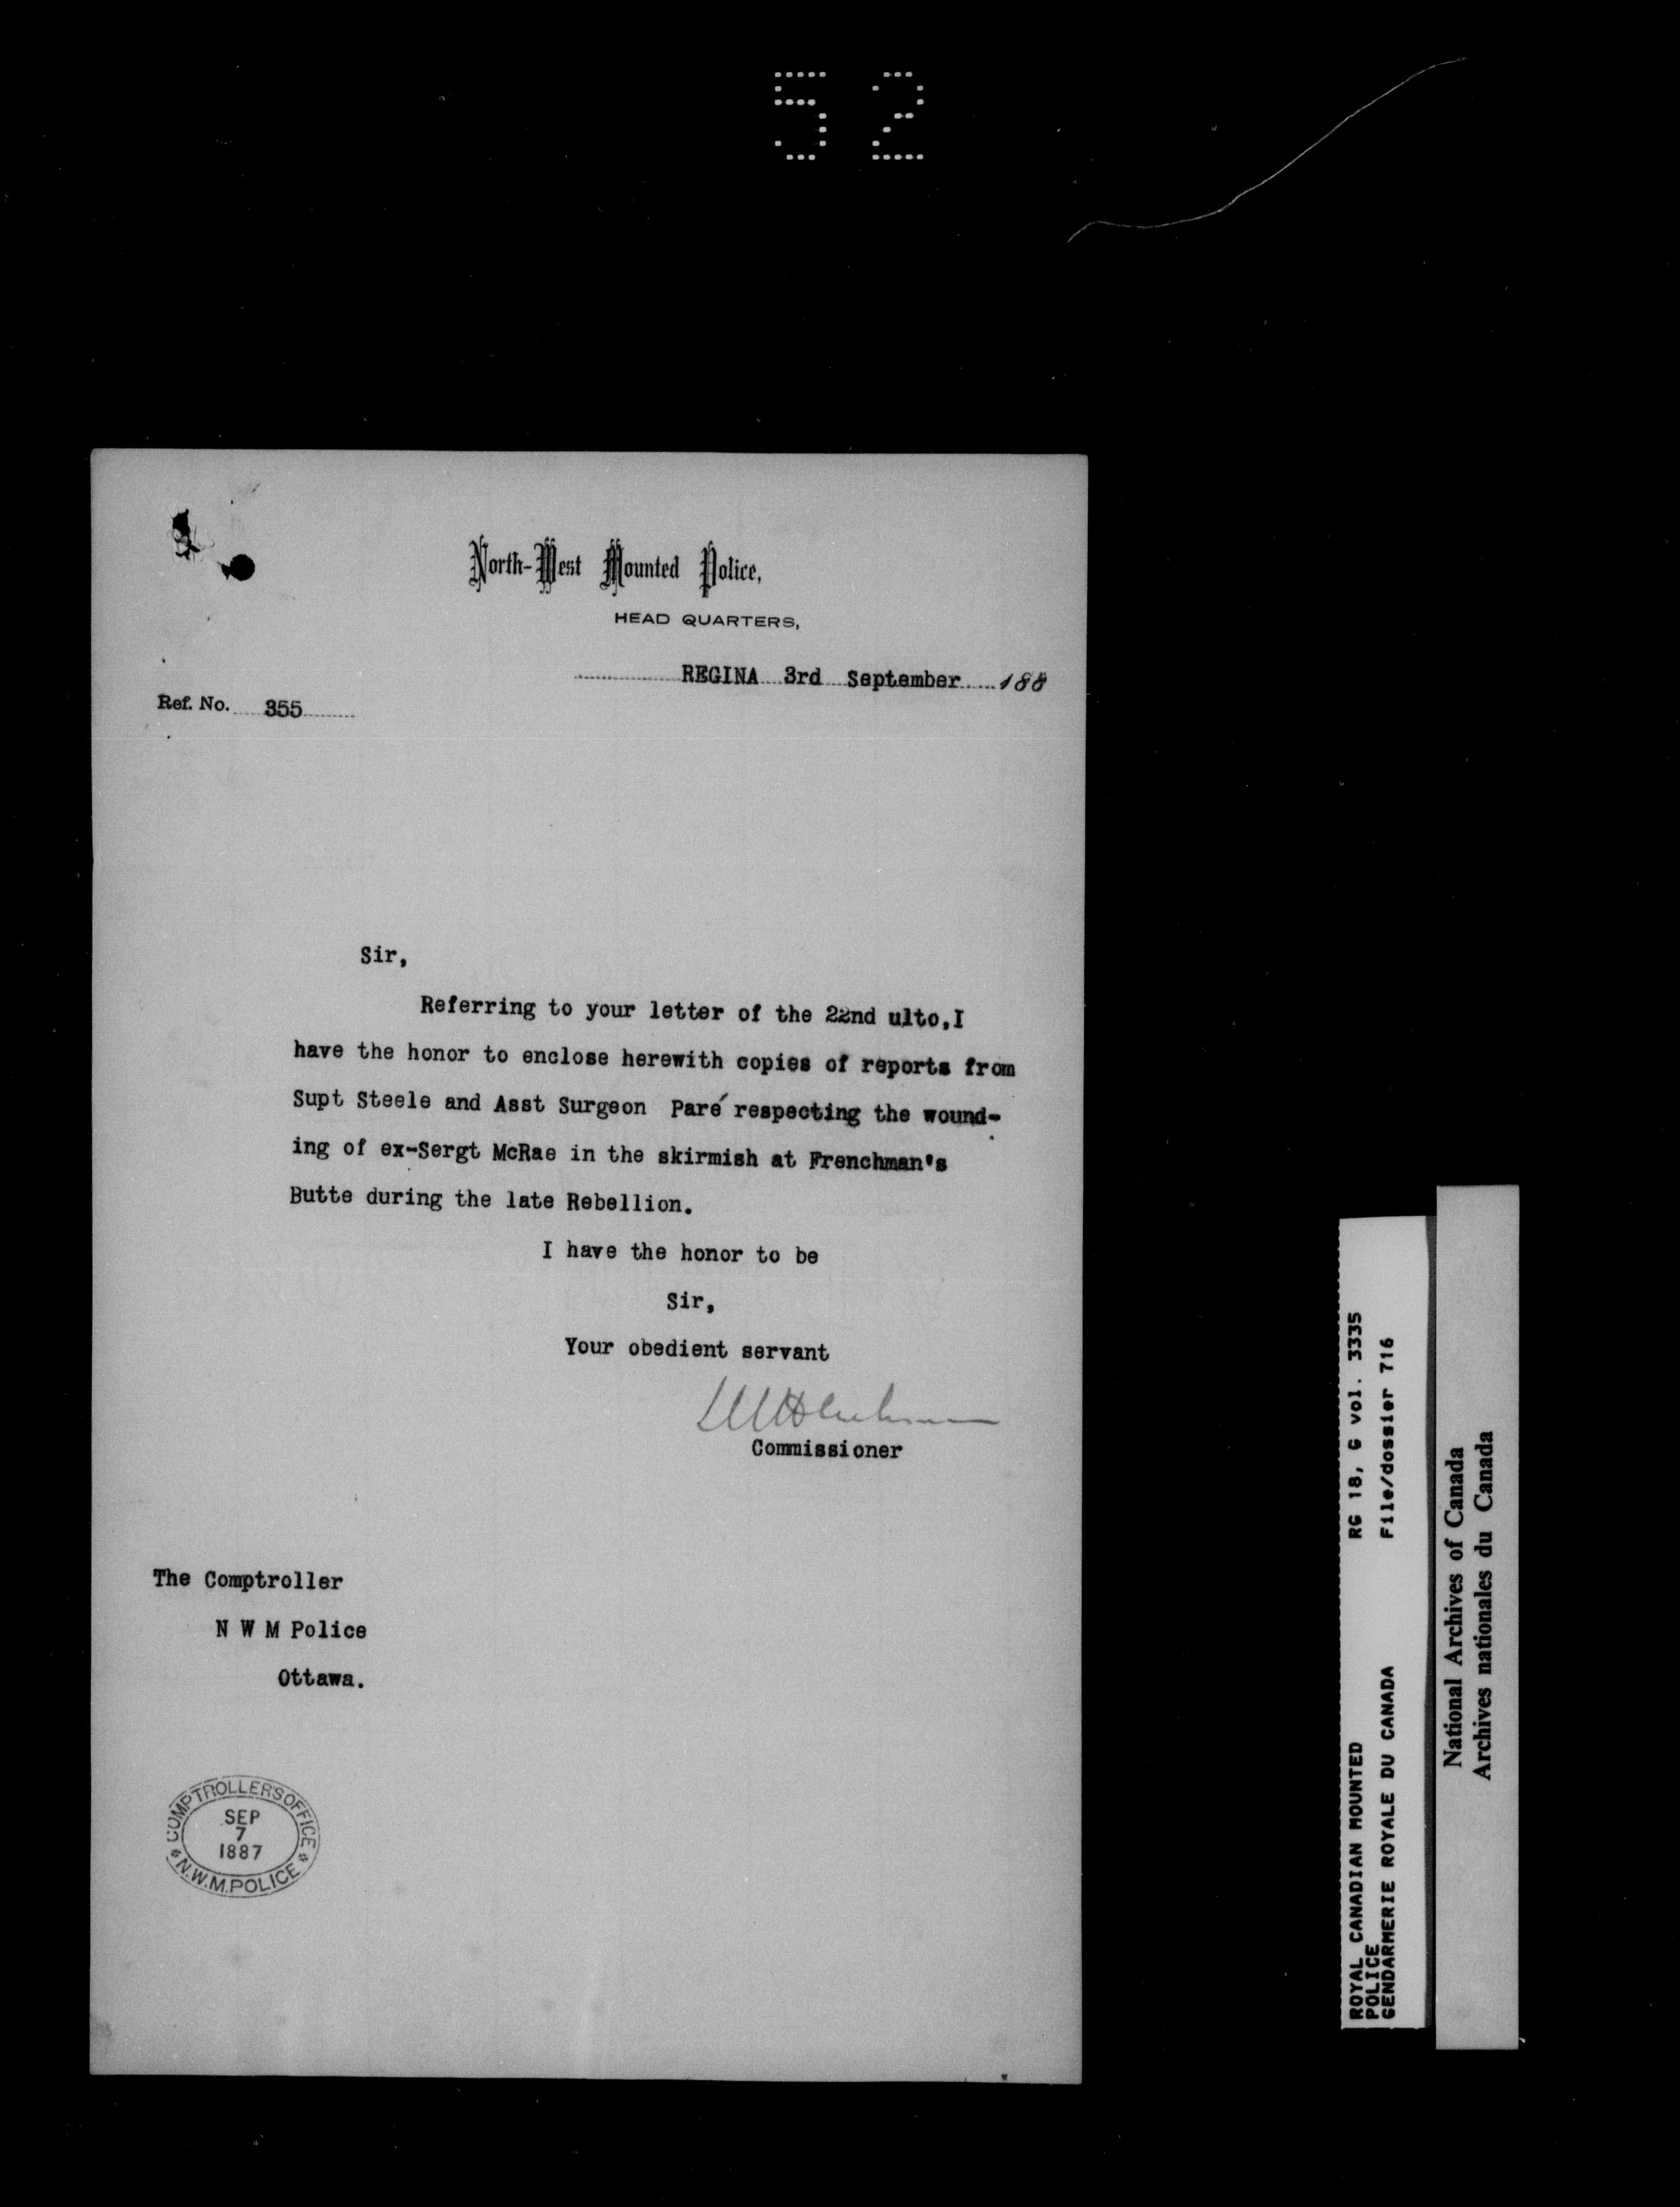 52
North-West Mounted Police,
HEAD QUARTERS,
REGINA 3rd September 188
Ref. No. 355
Sir,
Referring to your letter of the 22nd ulto,I
have the honor to enclose herewith copies of reports from
Supt Steele and Asst Surgeon Paré respecting the wound-
ing of ex-Sergt McRae in the skirmish at Frenchman's
Butte during the late Rebellion.
I have the honor to be
Sir,
Your obedient servant
Commissioner
The Comptroller
N W M Police
Ottawa.
COMPTROLLER'S OFFICE
SEP
7
1887
N.W.M.POLICE
ROYAL CANADIAN MOUNTED RG 18, G vol. 3335
POLICE
GENDARMERIE ROYALE DU CANADA File/dossier 716
National Archives of Canada
Archives nationales du Canada